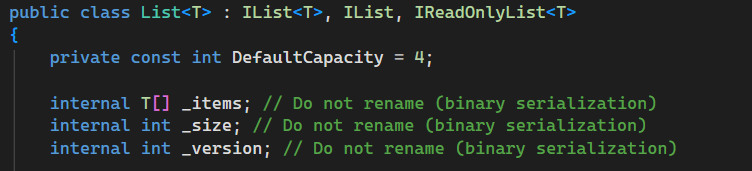 public class List<T> : IList<T>, IList, IReadOnlyList<T>
{
    private const int DefaultCapacity = 4;

    internal T[] _items; // Do not rename (binary serialization)
    internal int _size; // Do not rename (binary serialization)
    internal int _version; // Do not rename (binary serialization)